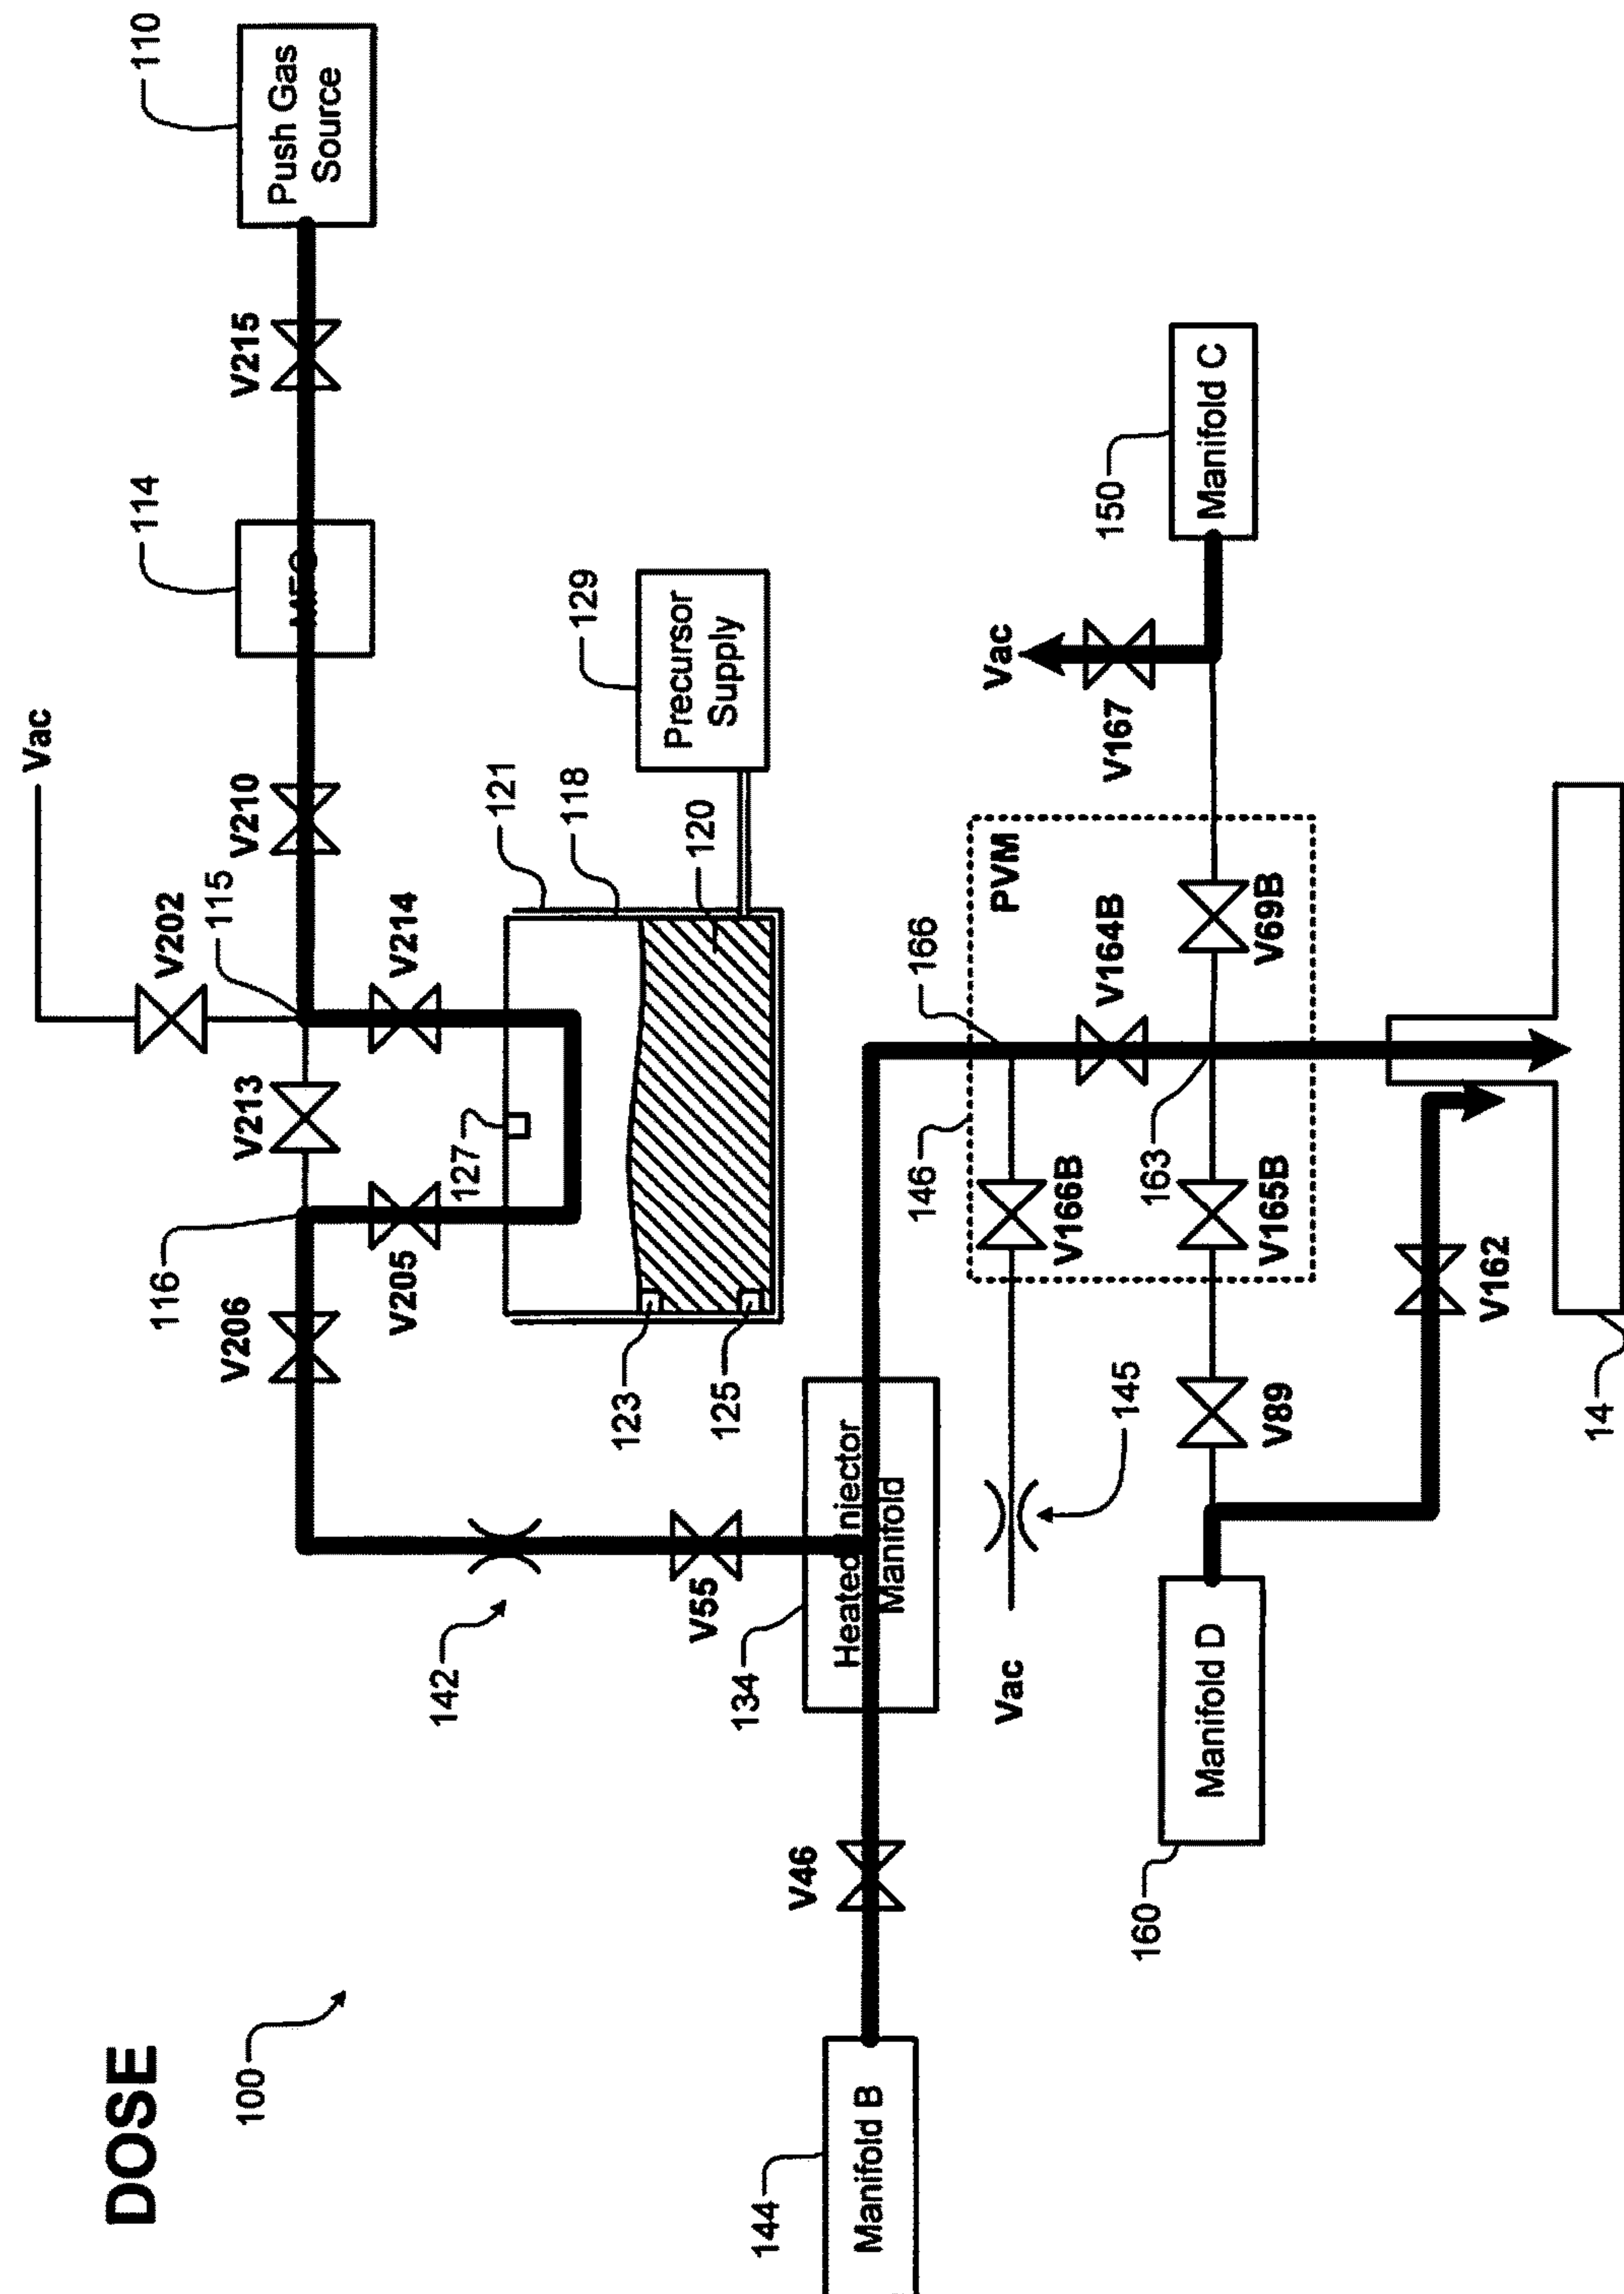 Vac
DOSE
110
114
116
V202
100
V206
V213
115
V210
V215
Push Gas
Source
V205
V214
142
127
121
118
129
123
Precursor
Supply
V55
125
120
134
144
V46
Heated Injector
Manifold
Manifold B
146
166
Vac
PVM
Vac
V166B
V164B
V167
150
145
160
163
Manifold D
Manifold C
V89
V165B
V69B
V162
14